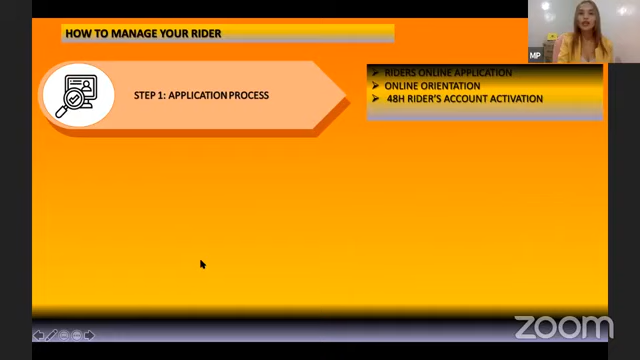 HOW TO MANAGE YOUR RIDER
MP
STEP 1: APPLICATION PROCESS
RIDERS ONLINE APPLICATION
ONLINE ORIENTATION
48H RIDER'S ACCOUNT ACTIVATION
zoom